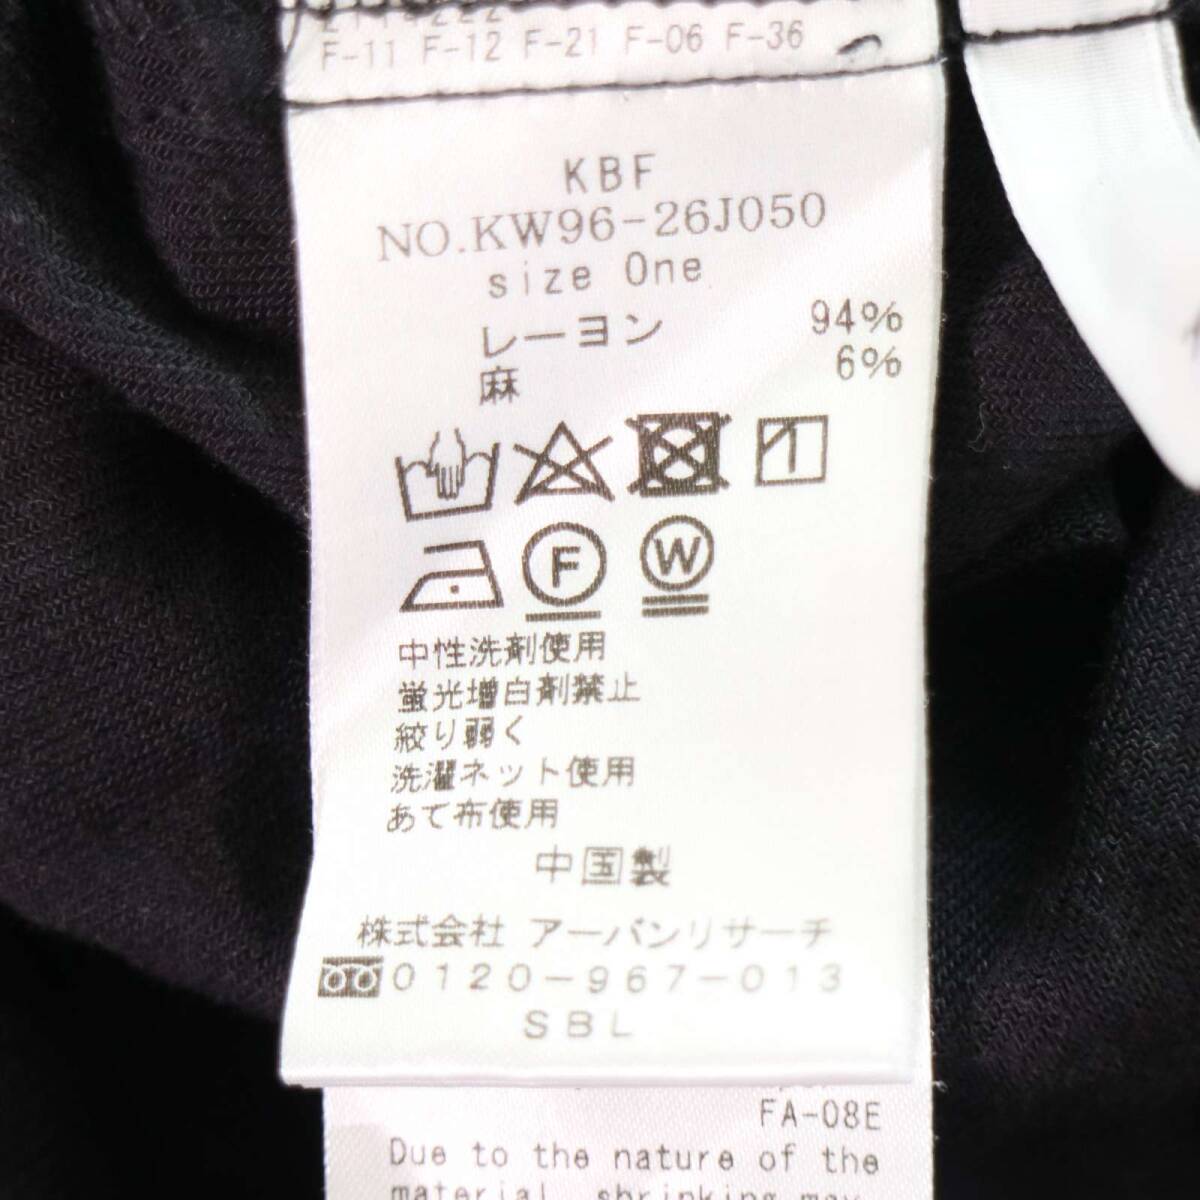 F-11 F-12 F-21 F-06 F-36
KBF
NO.KW96-26J050
size One
レーヨン 94%
麻 6%
F W
中性洗剤使用
蛍光増白剤禁止
絞り弱く
洗濯ネット使用
あて布使用
中国製
株式会社 アーバンリサーチ
0120-967-013
SBL
FA-08E
Due to the nature of the
material, shrinking may